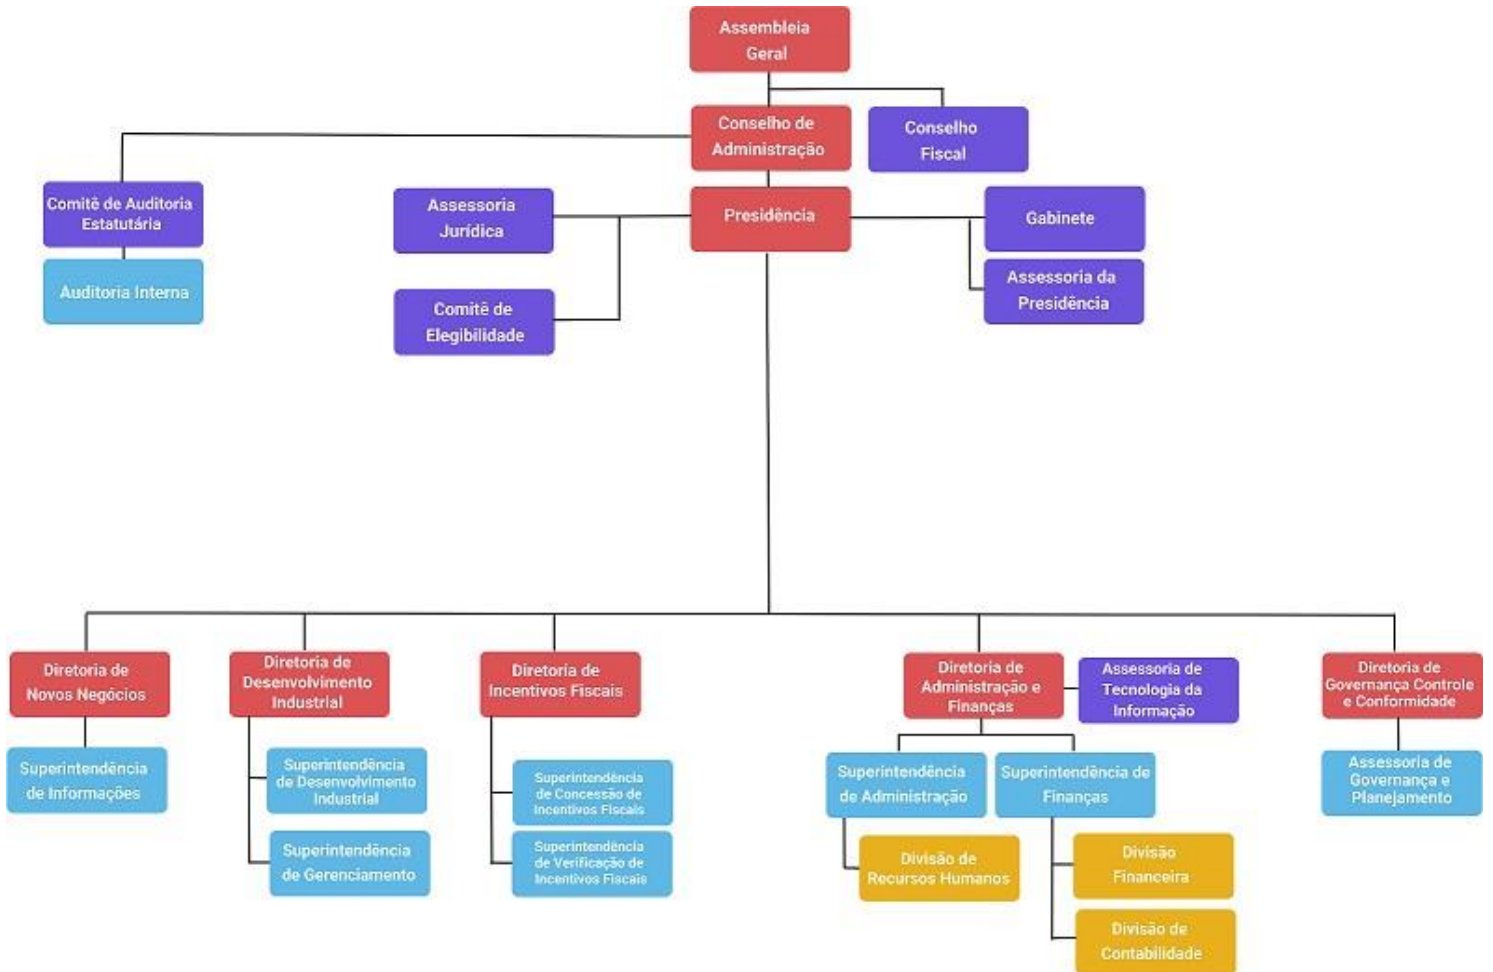 Assembleia
Geral
Conselho de
Administração
Conselho
Fiscal
Comitê de Auditoria
Estatutária
Auditoria Interna
Assessoria
Jurídica
Comitê de
Elegibilidade
Presidência
Gabinete
Assessoria da
Presidência
Diretoria de
Novos Negócios
Superintendência
de Informações
Diretoria de
Desenvolvimento
Industrial
Superintendência
de Desenvolvimento
Industrial
Superintendência
de Gerenciamento
Diretoria de
Incentivos Fiscais
Superintendência
de Concessão de
Incentivos Fiscais
Superintendência
de Verificação de
Incentivos Fiscais
Diretoria de
Administração e
Finanças
Assessoria de
Tecnologia da
Informação
Superintendência
de Administração
Divisão de
Recursos Humanos
Superintendência de
Finanças
Divisão
Financeira
Divisão de
Contabilidade
Diretoria de
Governança Controle
e Conformidade
Assessoria de
Governança e
Planejamento